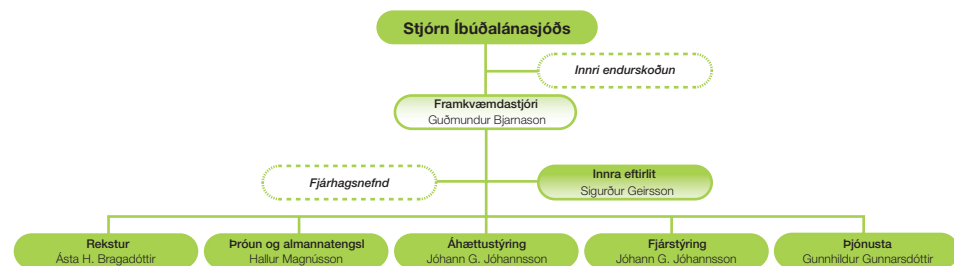 Stjórn Íbúðalánasjóðs
Innri endurskoðun
Framkvæmdastjóri
Guðmundur Bjarnason
Fjárhagsnefnd
Innra eftirlit
Sigurður Geirsson
Rekstur
Ásta H. Bragadóttir
Þróun og almannatengsl
Hallur Magnússon
Áhættustýring
Jóhann G. Jóhannsson
Fjárstýring
Jóhann G. Jóhannsson
Þjónusta
Gunnhildur Gunnarsdóttir